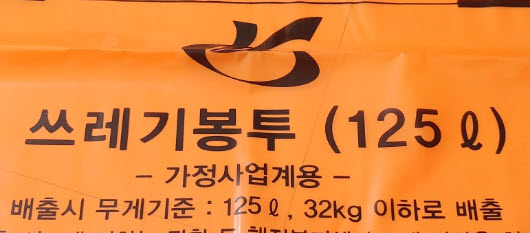 쓰레기봉투 (125ℓ)
- 가정사업계용 -
배출시 무게기준 : 125ℓ, 32kg 이하로 배출